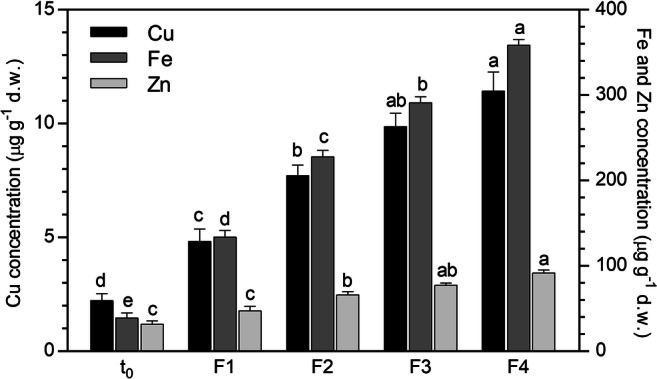 Cu concentration (µg g-1 d.w.)
15
10
5
0
Cu
Fe
Zn
d
e
c
c
d
c
b
c
b
ab
b
ab
a
a
a
t0
F1
F2
F3
F4
400
300
200
100
0
Fe and Zn concentration (µg g-1 d.w.)